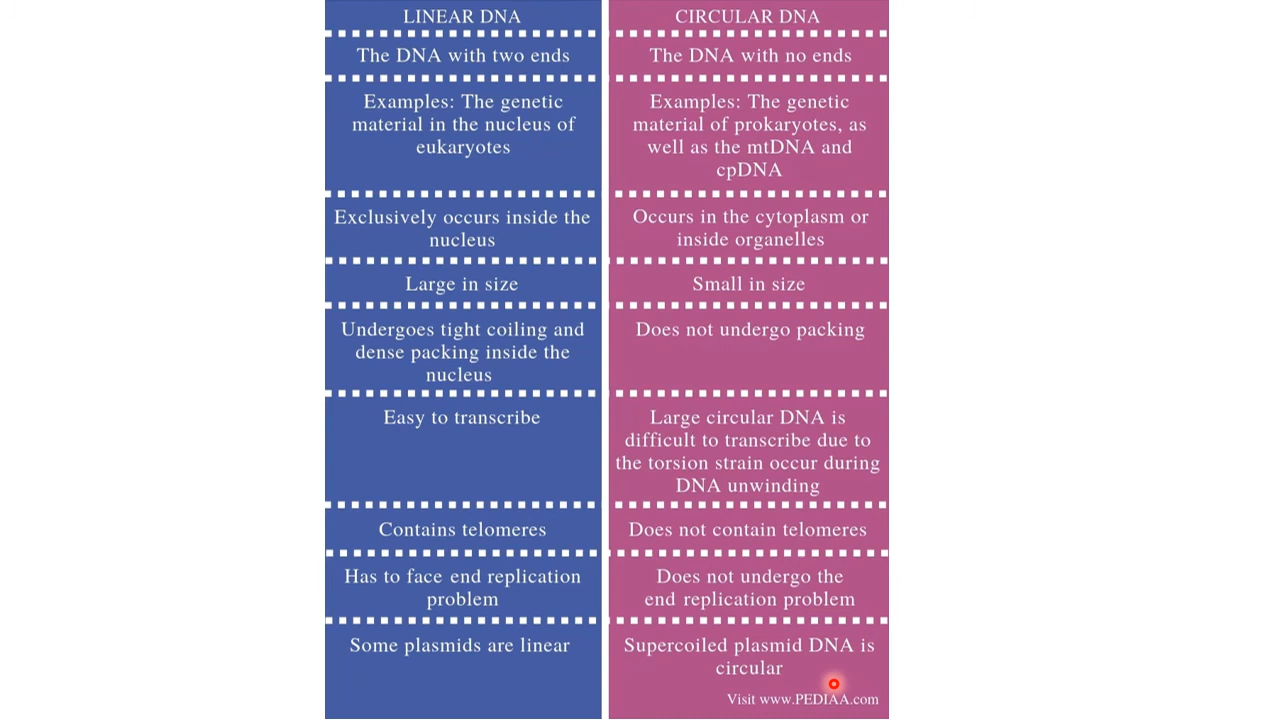 LINEAR DNA
CIRCULAR DNA
The DNA with two ends
The DNA with no ends
Examples: The genetic
material in the nucleus of
eukaryotes
Examples: The genetic
material of prokaryotes, as
well as the mtDNA and
cpDNA
Exclusively occurs inside the
nucleus
Occurs in the cytoplasm or
inside organelles
Large in size
Small in size
Undergoes tight coiling and
dense packing inside the
nucleus
Does not undergo packing
Easy to transcribe
Large circular DNA is
difficult to transcribe due to
the torsion strain occur during
DNA unwinding
Contains telomeres
Does not contain telomeres
Has to face end replication
problem
Does not undergo the
end replication problem
Some plasmids are linear
Supercoiled plasmid DNA is
circular
Visit www.PEDIAA.com